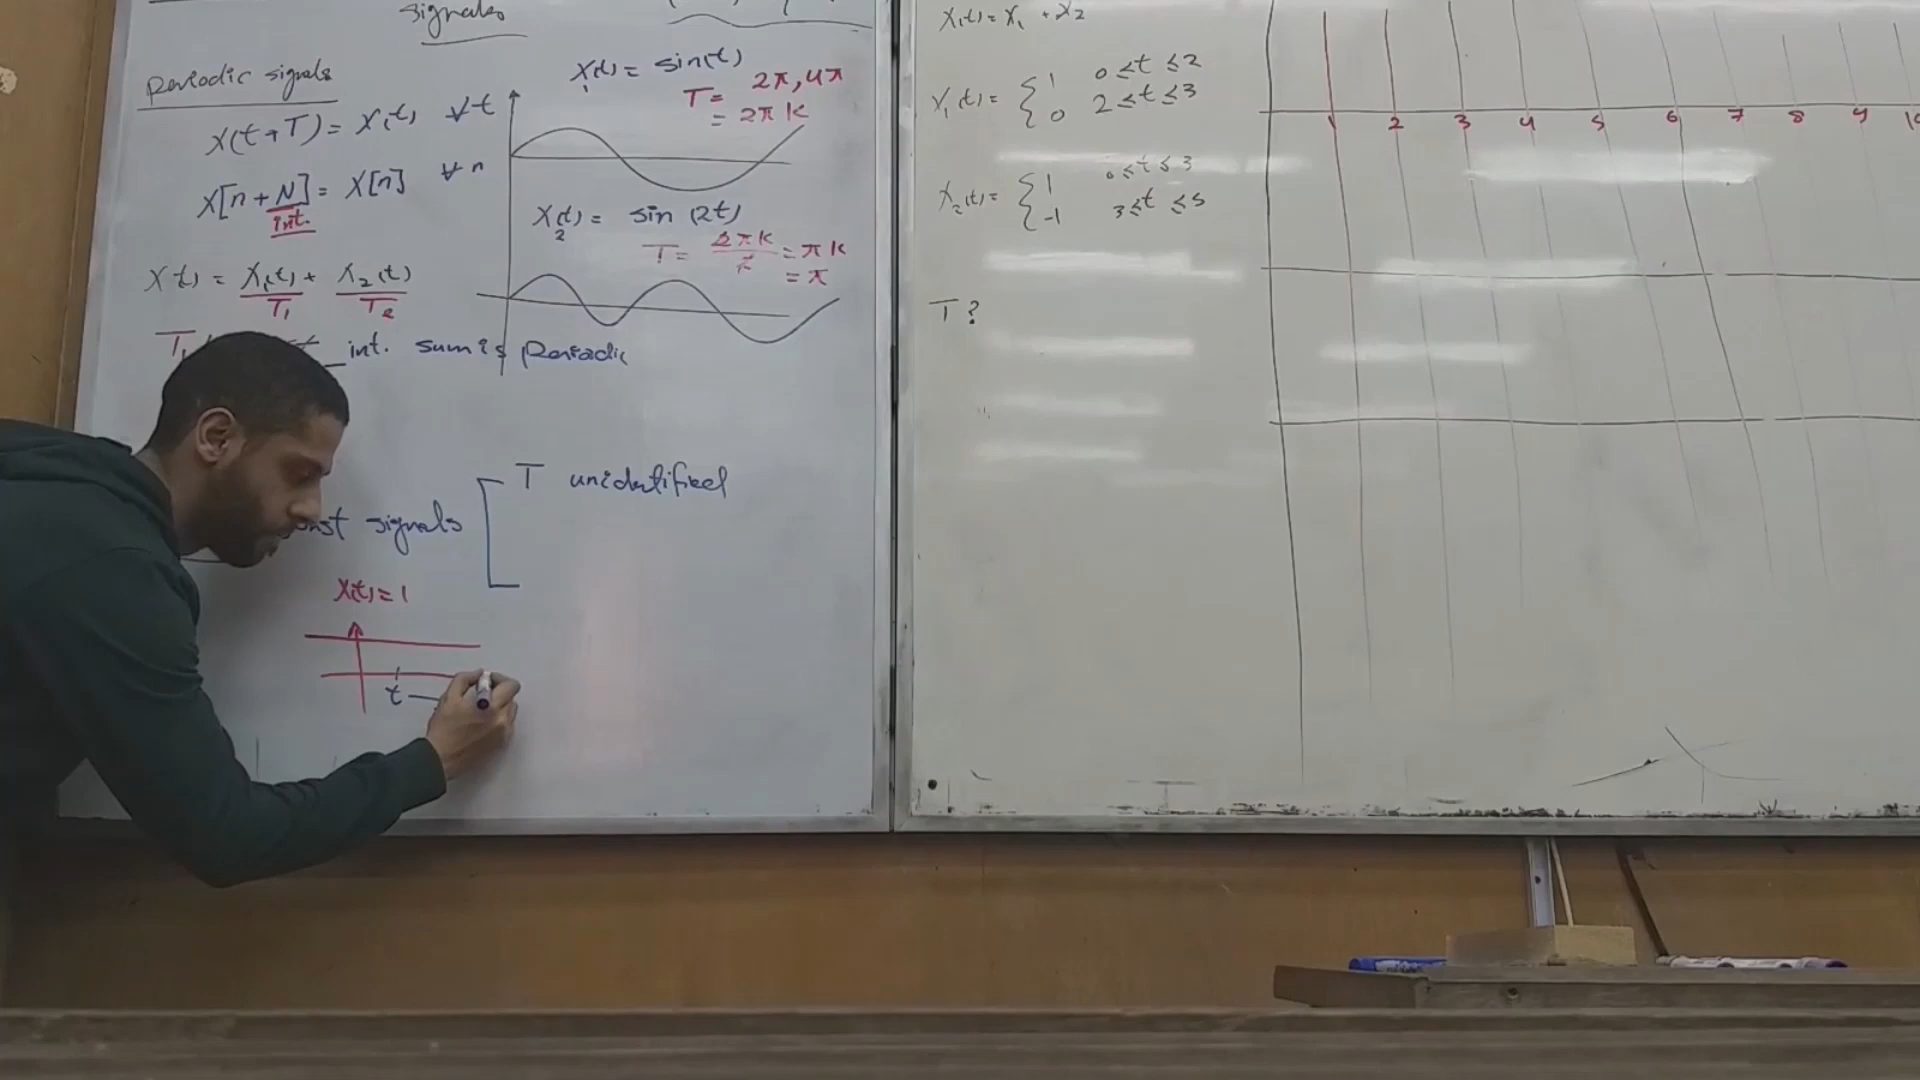 signals
Periodic signals
x(t+T) = x(t) ∀t
x[n+N] = x[n] ∀n
int.
x(t) = x₁(t) + x₂(t)
T₁ T₂
int. sum is periodic
x₁(t) = sin(t)
T = 2π, 4π
= 2πk
x₂(t) = sin(2t)
T = 2πk/2 = πk
= π
signals
T unidentified
x(t) = 1
t
x(t) = x₁ + x₂
x₁(t) = { 1 0 ≤ t ≤ 2
0 2 ≤ t ≤ 3
x₂(t) = { 1 0 ≤ t ≤ 3
-1 3 ≤ t ≤ 5
T?
1 2 3 4 5 6 7 8 9 10